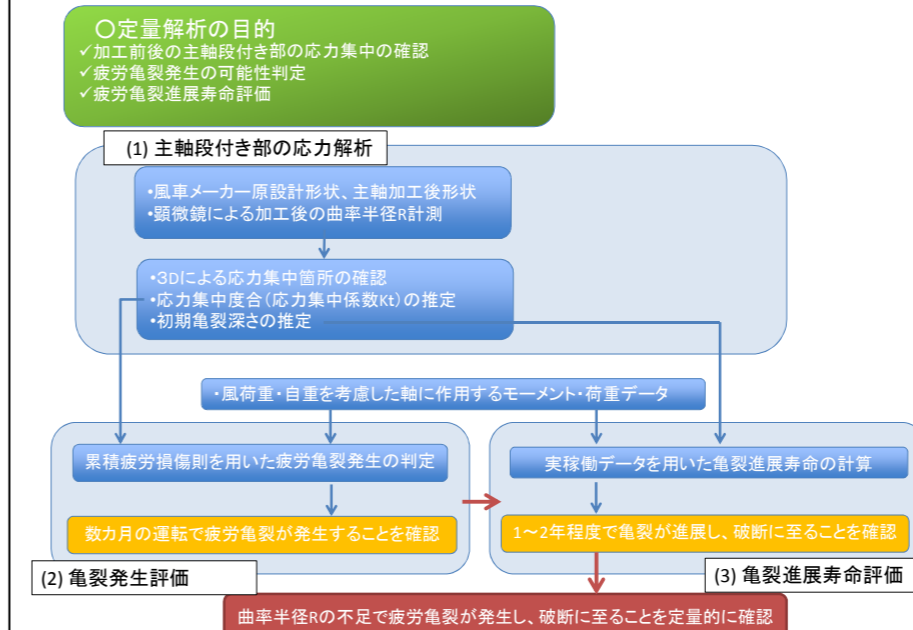 〇定量解析の目的
✓加工前後の主軸段付き部の応力集中の確認
✓疲労亀裂発生の可能性判定
✓疲労亀裂進展寿命評価
(1) 主軸段付き部の応力解析
•風車メーカー原設計形状、主軸加工後形状
•顕微鏡による加工後の曲率半径R計測
•3Dによる応力集中箇所の確認
•応力集中度合(応力集中係数Kt)の推定
•初期亀裂深さの推定
・風荷重・自重を考慮した軸に作用するモーメント・荷重データ
累積疲労損傷則を用いた疲労亀裂発生の判定
実稼働データを用いた亀裂進展寿命の計算
数カ月の運転で疲労亀裂が発生することを確認
1～2年程度で亀裂が進展し、破断に至ることを確認
(2) 亀裂発生評価
(3) 亀裂進展寿命評価
曲率半径Rの不足で疲労亀裂が発生し、破断に至ることを定量的に確認